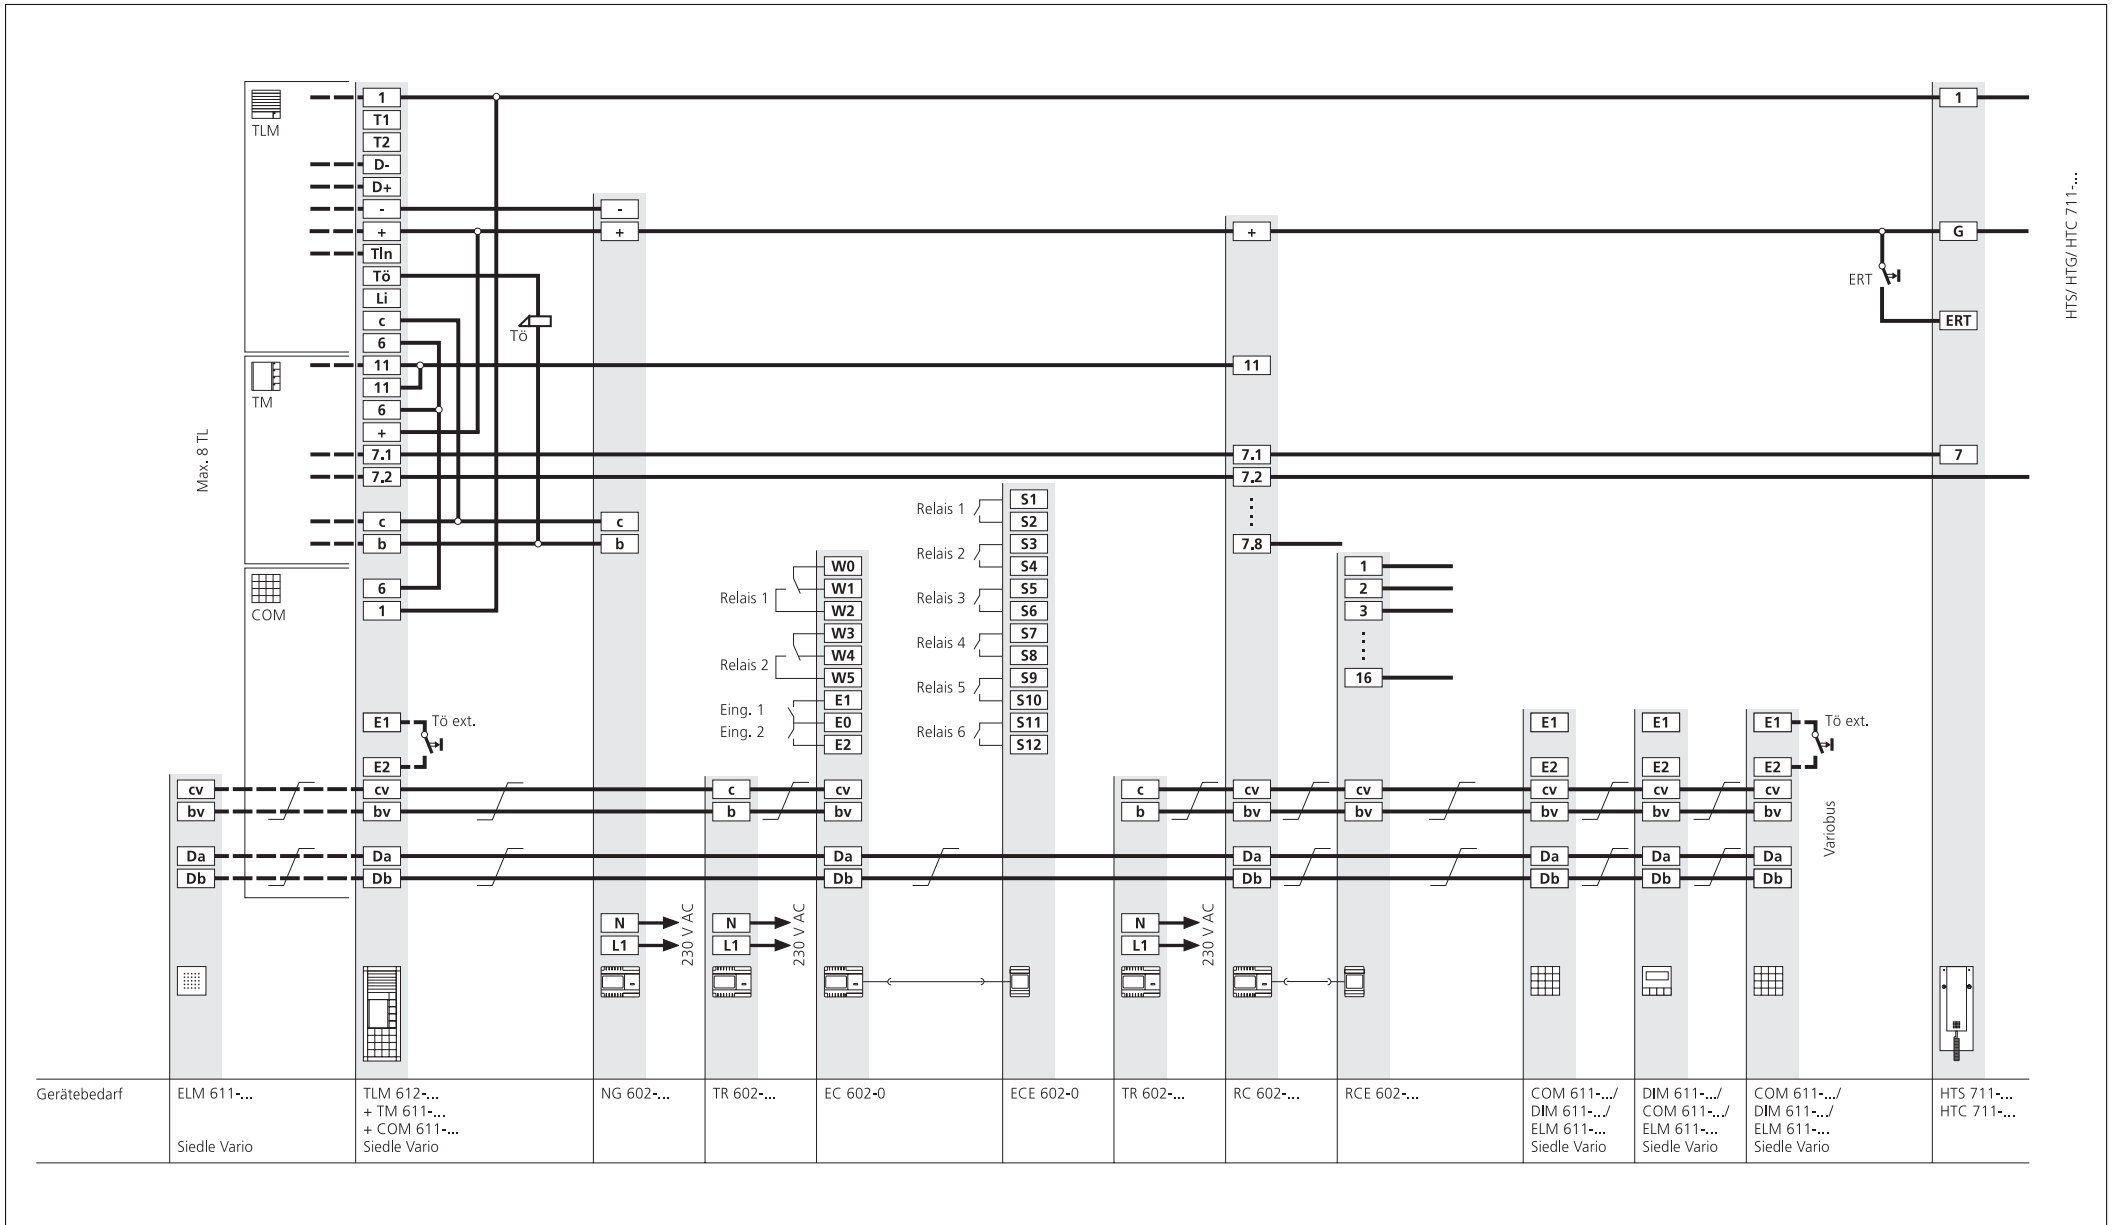 TLM
TM
COM
Max. 8 TL
1
T1
T2
D-
D+
-
+
Tln
Tö
Li
c
6
11
11
6
+
7.1
7.2
c
b
6
1
E1
Tö ext.
E2
cv
bv
Da
Db
cv
bv
Da
Db
Tö
-
+
c
b
N
L1
230 V AC
c
b
N
L1
230 V AC
Relais 1
Relais 2
Eing. 1
Eing. 2
W0
W1
W2
W3
W4
W5
E1
E0
E2
cv
bv
Da
Db
Relais 1
Relais 2
Relais 3
Relais 4
Relais 5
Relais 6
S1
S2
S3
S4
S5
S6
S7
S8
S9
S10
S11
S12
c
b
N
L1
230 V AC
+
11
7.1
7.2
7.8
cv
bv
Da
Db
1
2
3
16
cv
bv
E1
E2
cv
bv
Da
Db
E1
E2
cv
bv
Da
Db
E1
Tö ext.
E2
cv
bv
Da
Db
Variobus
ERT
1
G
ERT
7
HTS/ HTG/ HTC 711-...
Gerätebedarf
ELM 611-...
Siedle Vario
TLM 612-...
+ TM 611-...
+ COM 611-...
Siedle Vario
NG 602-...
TR 602-...
EC 602-0
ECE 602-0
TR 602-...
RC 602-...
RCE 602-...
COM 611-.../
DIM 611-.../
ELM 611-...
Siedle Vario
DIM 611-.../
COM 611-.../
ELM 611-...
Siedle Vario
COM 611-.../
DIM 611-.../
ELM 611-...
Siedle Vario
HTS 711-...
HTC 711-...